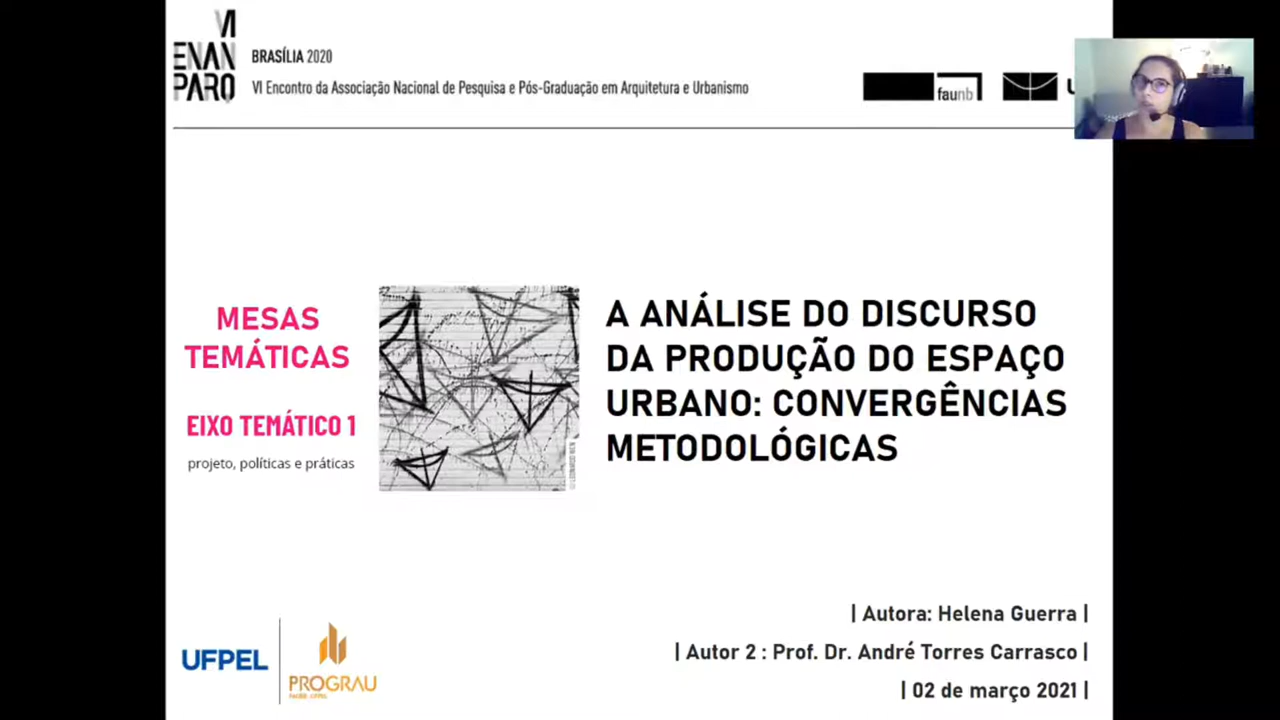 VI
ENAN
PARQ
BRASÍLIA 2020
VI Encontro da Associação Nacional de Pesquisa e Pós-Graduação em Arquitetura e Urbanismo
faunb
MESAS
TEMÁTICAS
EIXO TEMÁTICO 1
projeto, políticas e práticas
A ANÁLISE DO DISCURSO
DA PRODUÇÃO DO ESPAÇO
URBANO: CONVERGÊNCIAS
METODOLÓGICAS
| Autora: Helena Guerra |
| Autor 2 : Prof. Dr. André Torres Carrasco |
| 02 de março 2021 |
UFPEL
PROGRAU